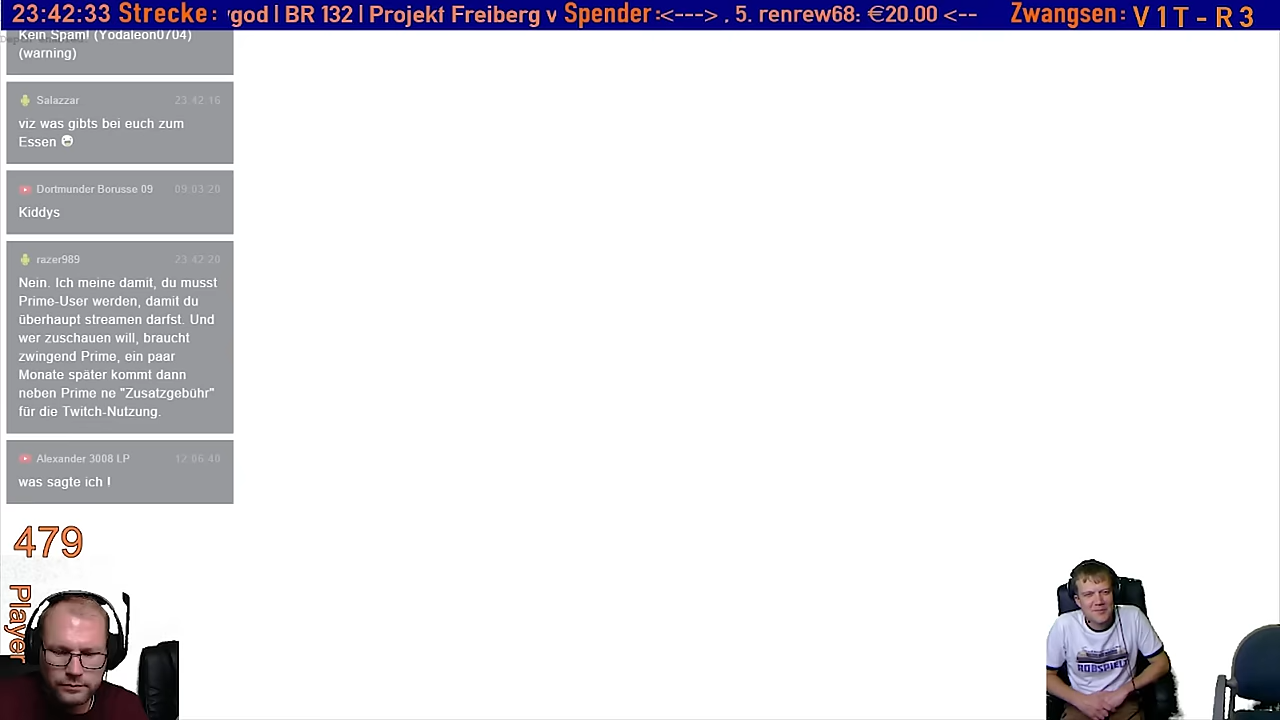 23:42:33 Strecke: ygod | BR 132 | Projekt Freiberg v Spender:<---> , 5. renrew68: €20.00 <-- Zwangsen: V 1 T - R 3
Kein Spam! (Yodaleon0704)
(warning)
Salazzar 23:42:16
viz was gibts bei euch zum
Essen
Dortmunder Borusse 09 09:03:20
Kiddys
razer989 23:42:20
Nein. Ich meine damit, du musst
Prime-User werden, damit du
überhaupt streamen darfst. Und
wer zuschauen will, braucht
zwingend Prime, ein paar
Monate später kommt dann
neben Prime ne "Zusatzgebühr"
für die Twitch-Nutzung.
Alexander 3008 LP 12:06:40
was sagte ich !
479
Player
ROBSPIELT